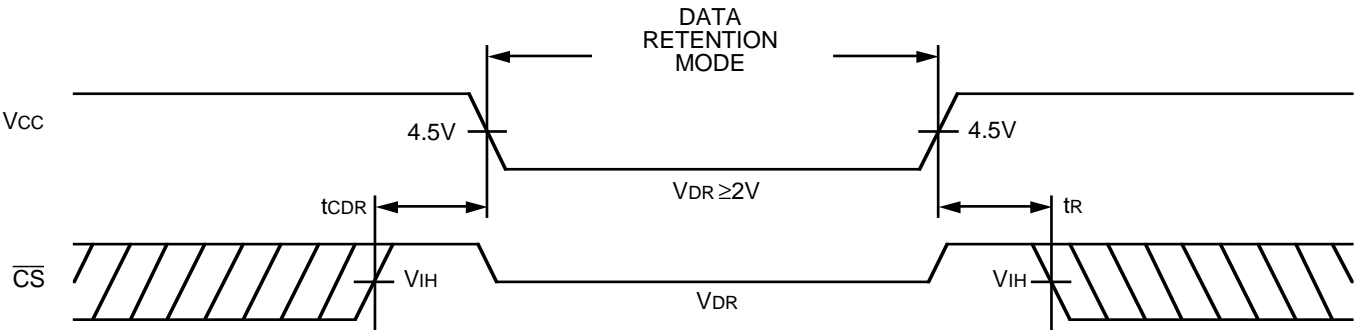 DATA
RETENTION
MODE
VCC
4.5V
4.5V
VDR ≥2V
tCDR
tR
CS
VIH
VIH
VDR